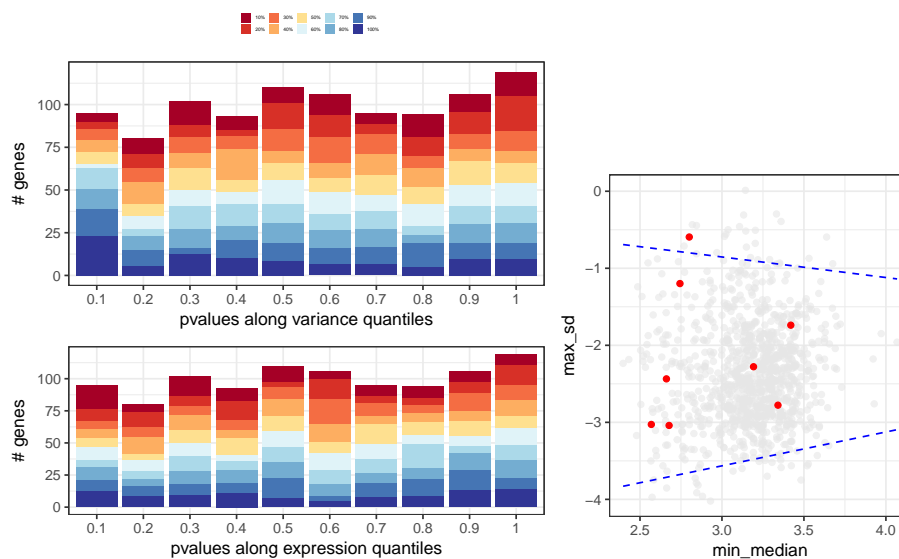 10% 30% 50% 70% 90%
20% 40% 60% 80% 100%
# genes
100
75
50
25
0
0.1 0.2 0.3 0.4 0.5 0.6 0.7 0.8 0.9 1
pvalues along variance quantiles
# genes
100
75
50
25
0
0.1 0.2 0.3 0.4 0.5 0.6 0.7 0.8 0.9 1
pvalues along expression quantiles
max_sd
0
−1
−2
−3
−4
2.5 3.0 3.5 4.0
min_median